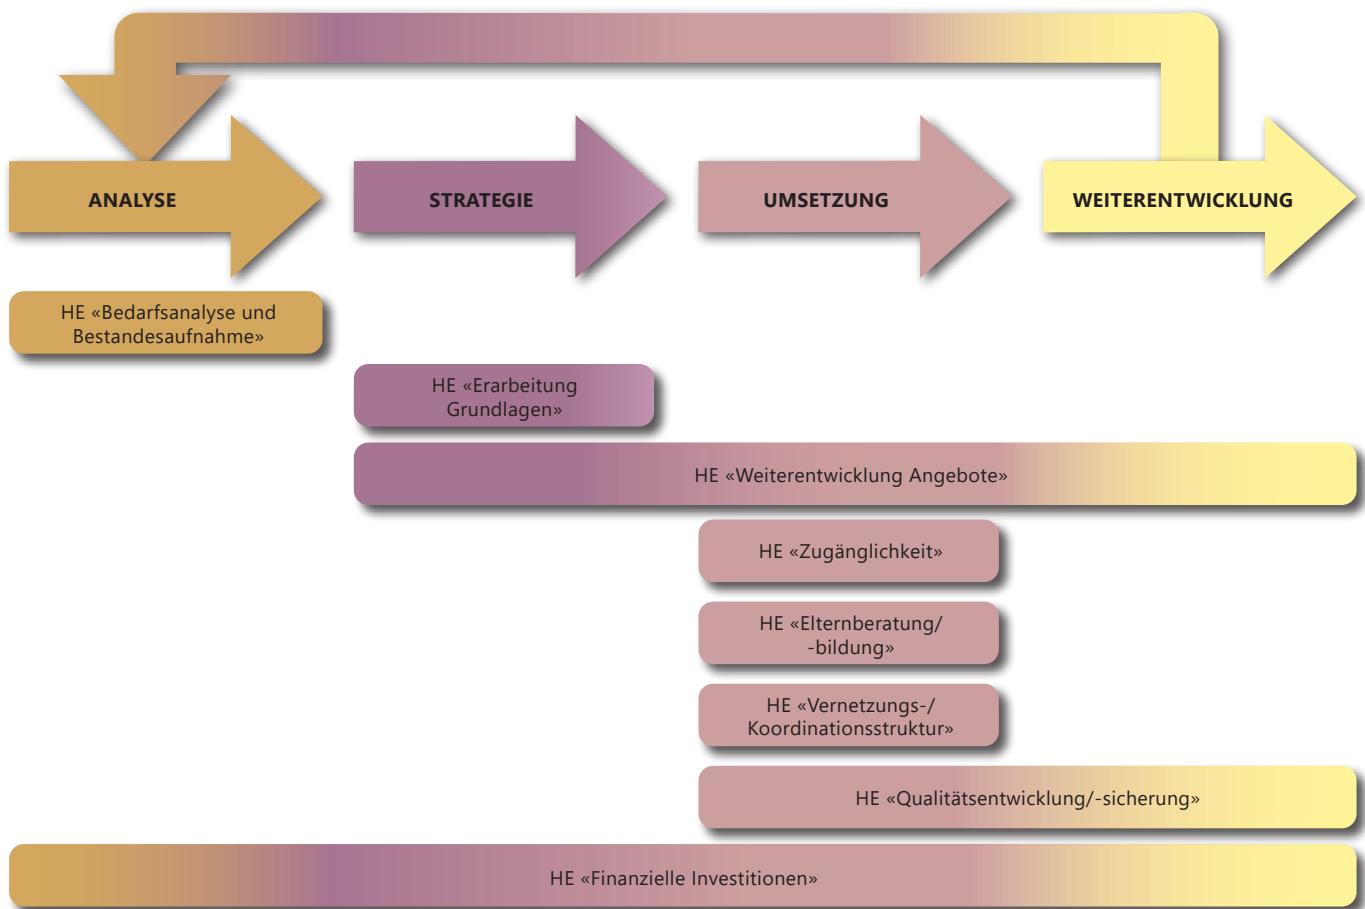 ANALYSE
STRATEGIE
UMSETZUNG
WEITERENTWICKLUNG
HE «Bedarfsanalyse und
Bestandesaufnahme»
HE «Erarbeitung
Grundlagen»
HE «Weiterentwicklung Angebote»
HE «Zugänglichkeit»
HE «Elternberatung/
-bildung»
HE «Vernetzungs-/
Koordinationsstruktur»
HE «Qualitätsentwicklung/-sicherung»
HE «Finanzielle Investitionen»